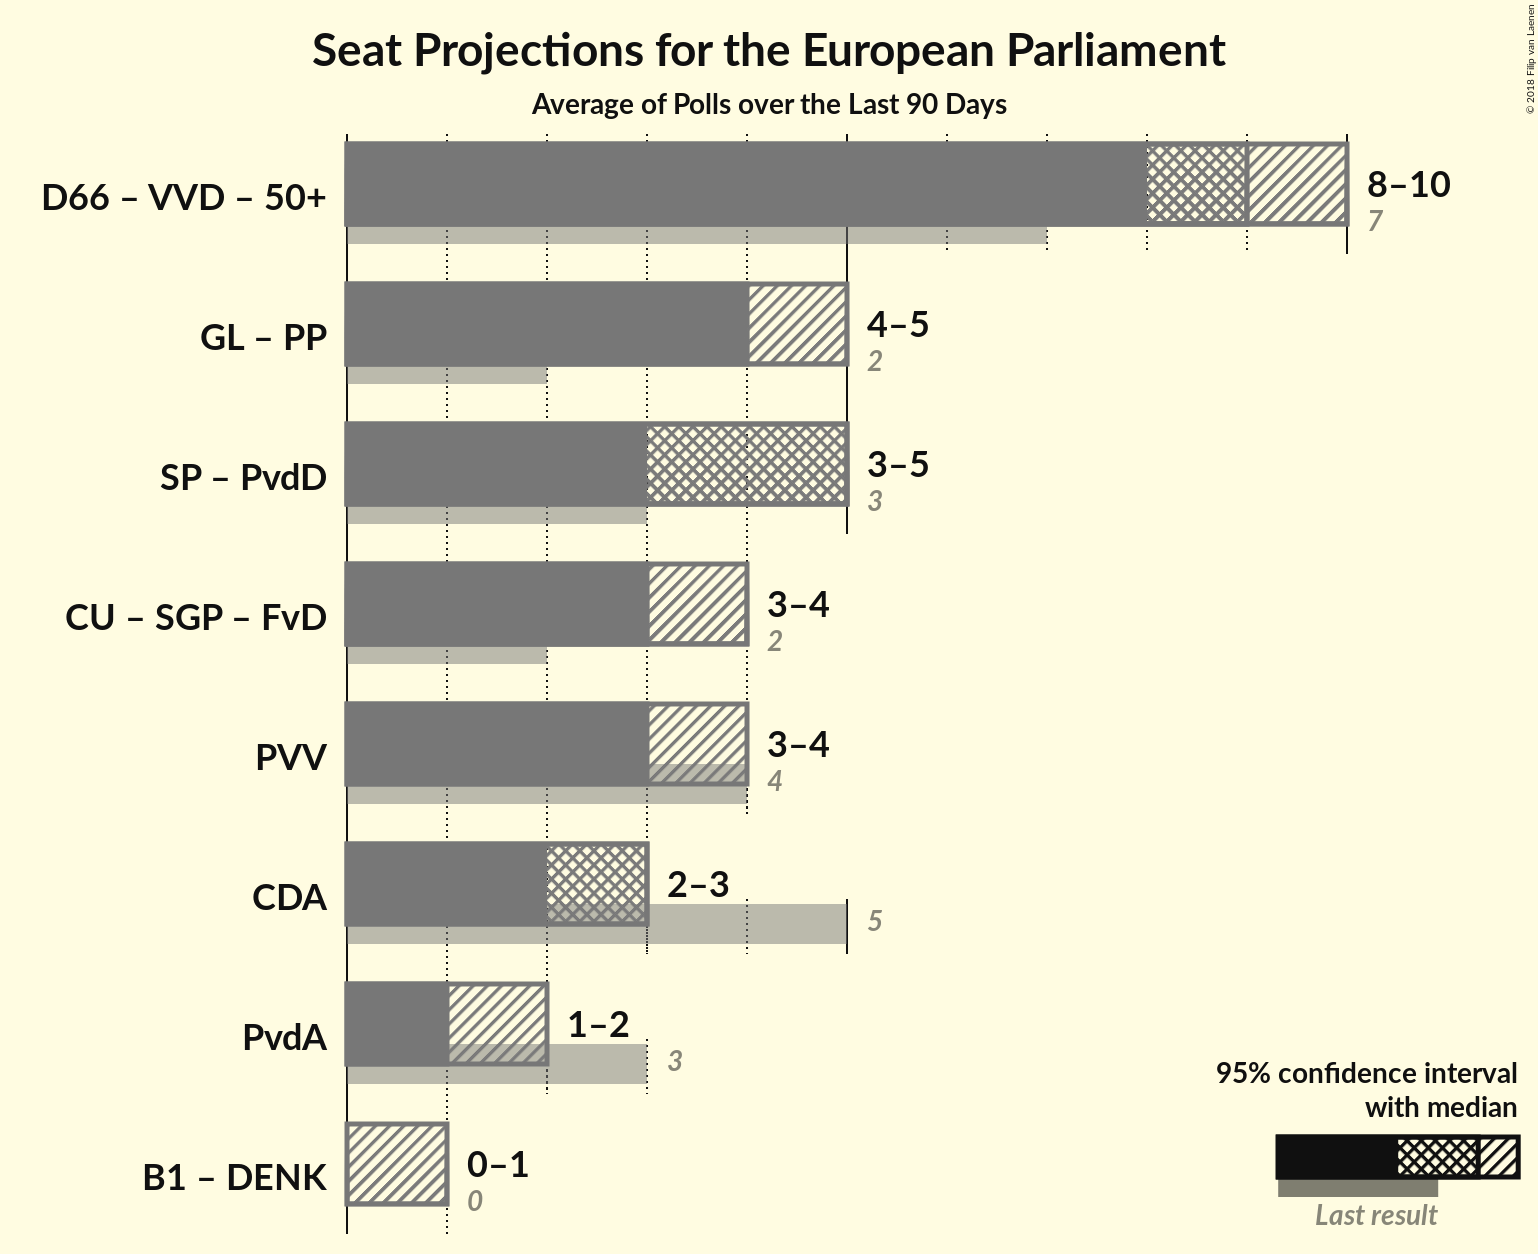 Seat Projections for the European Parliament
Average of Polls over the Last 90 Days
© 2018 Filip van Laenen
D66 – VVD – 50+
8–10
7
GL – PP
4–5
2
SP – PvdD
3–5
3
CU – SGP – FvD
3–4
2
PVV
3–4
4
CDA
2–3
5
PvdA
1–2
3
B1 – DENK
0–1
0
95% confidence interval
with median
Last result